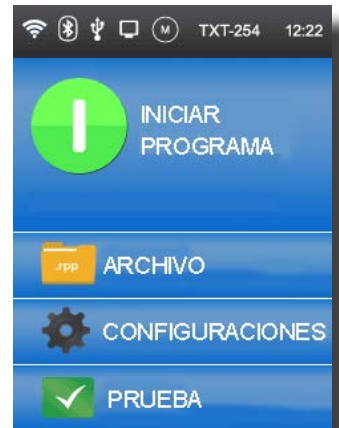 M TXT-254 12:22
INICIAR
PROGRAMA
.rpp ARCHIVO
CONFIGURACIONES
PRUEBA